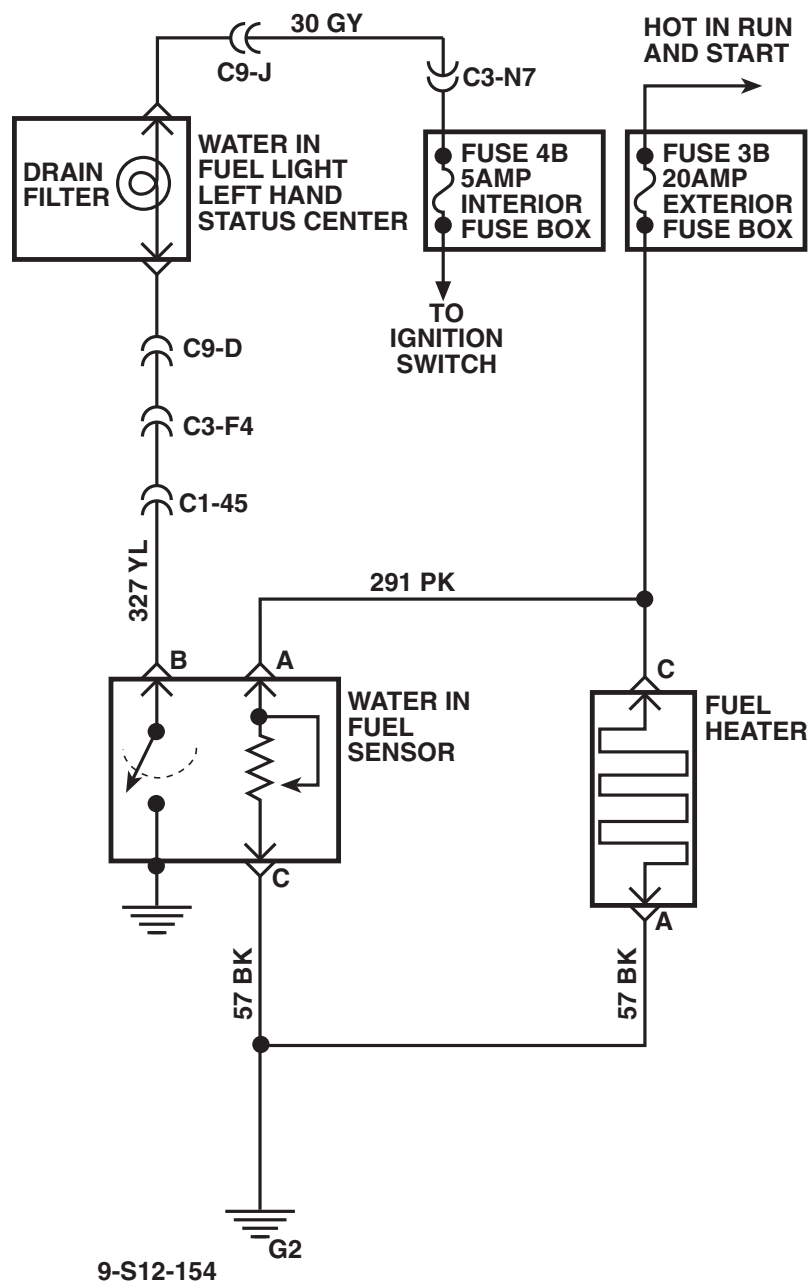 30 GY
C9-J
C3-N7
HOT IN RUN
AND START
DRAIN
FILTER
WATER IN
FUEL LIGHT
LEFT HAND
STATUS CENTER
FUSE 4B
5AMP
INTERIOR
FUSE BOX
FUSE 3B
20AMP
EXTERIOR
FUSE BOX
TO
IGNITION
SWITCH
C9-D
C3-F4
C1-45
327 YL
291 PK
B
A
C
WATER IN
FUEL
SENSOR
FUEL
HEATER
C
A
57 BK
57 BK
G2
9-S12-154